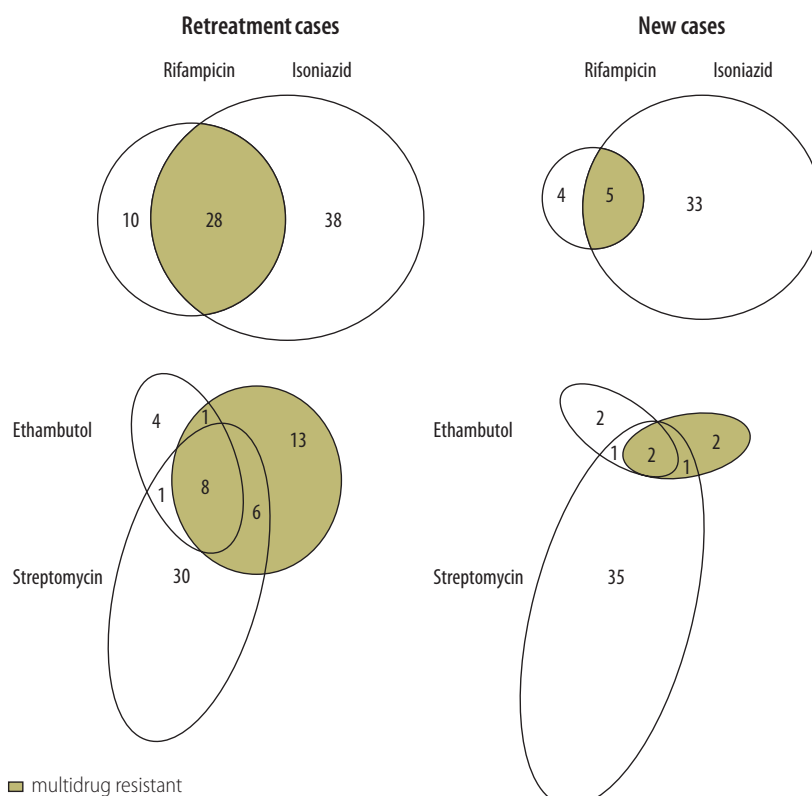 Retreatment cases
Rifampicin Isoniazid
10 28 38
New cases
Rifampicin Isoniazid
4 5 33
Ethambutol
4 1 13
8
1 6
Streptomycin
30
Ethambutol
2
1 2 2
1
Streptomycin
35
multidrug resistant